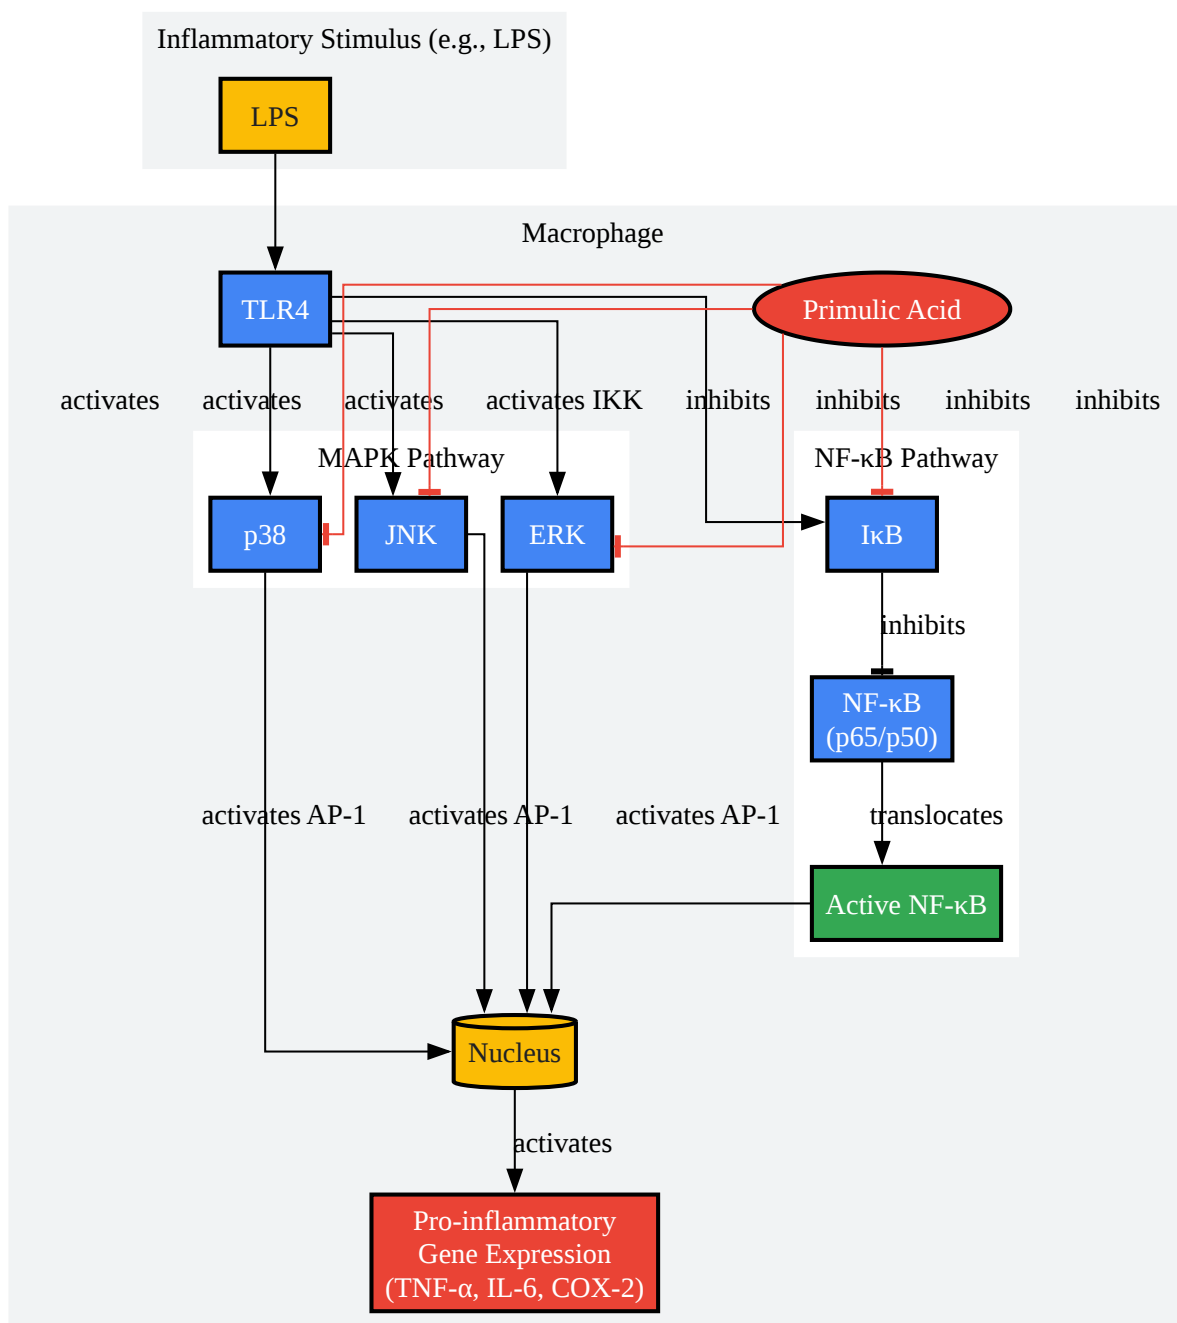 Inflammatory Stimulus (e.g., LPS)
LPS
Macrophage
TLR4
Primulic Acid
activates
activates
activates
activates IKK
inhibits
inhibits
inhibits
inhibits
MAPK Pathway
NF-κB Pathway
p38
JNK
ERK
IκB
inhibits
NF-κB
(p65/p50)
activates AP-1
activates AP-1
activates AP-1
translocates
Active NF-κB
Nucleus
activates
Pro-inflammatory
Gene Expression
(TNF-α, IL-6, COX-2)